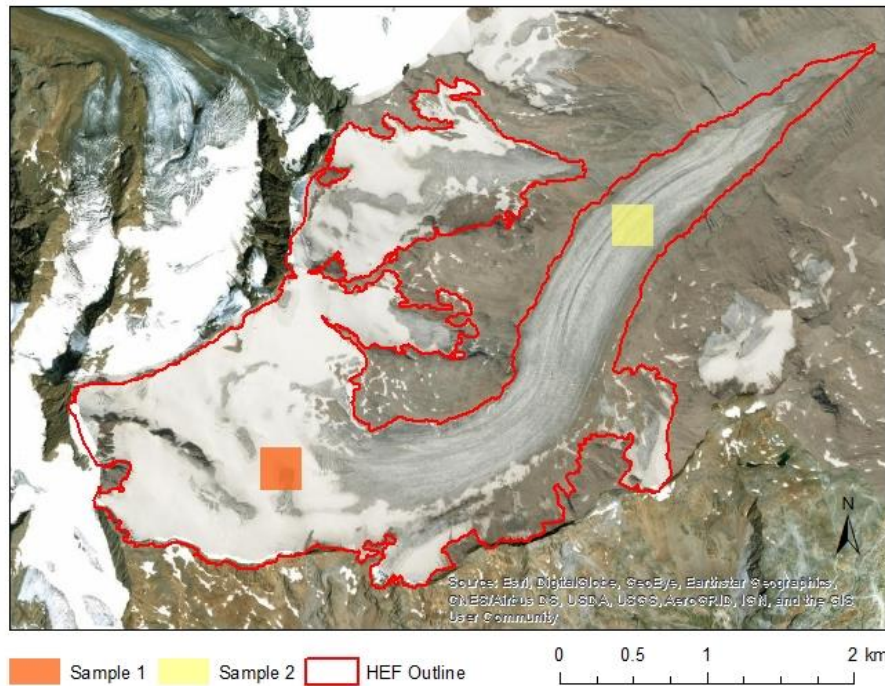 N
Source: Esri, DigitalGlobe, GeoEye, Earthstar Geographics,
CNES/Airbus DS, USDA, USGS, AeroGRID, IGN, and the GIS
User Community
Sample 1 Sample 2 HEF Outline
0 0.5 1 2 km